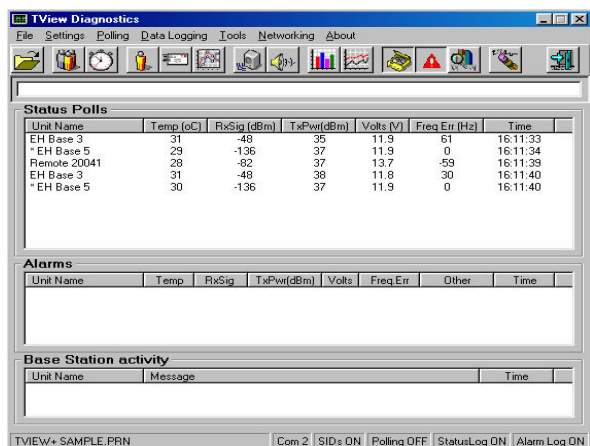 TView Diagnostics
File Settings Polling Data Logging Tools Networking About
Status Polls
Unit Name Temp (oC) RxSig (dBm) TxPwr(dBm) Volts (V) Freq Err (Hz) Time
EH Base 3 31 -48 35 11.9 61 16:11:33
* EH Base 5 29 -136 37 11.9 0 16:11:34
Remote 20041 28 -82 37 13.7 -59 16:11:39
EH Base 3 31 -48 38 11.8 30 16:11:40
* EH Base 5 30 -136 37 11.9 0 16:11:40
Alarms
Unit Name Temp RxSig TxPwr(dBm) Volts Freq.Err Other Time
Base Station activity
Unit Name Message Time
TVIEW+ SAMPLE.PRN Com 2 SIDs ON Polling OFF StatusLog ON Alarm Log ON